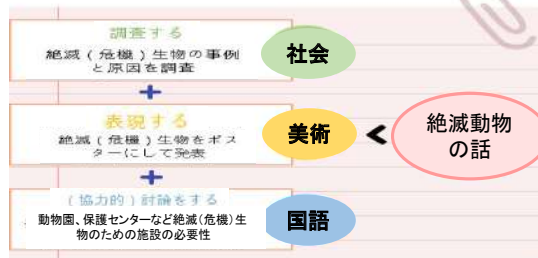 調査する
絶滅(危機)生物の事例
と原因を調査
社会
+
表現する
絶滅(危機)生物をポス
ターにして発表
美術
<
絶滅動物
の話
+
(協力的)討論をする
動物園、保護センターなど絶滅(危機)生
物のための施設の必要性
国語